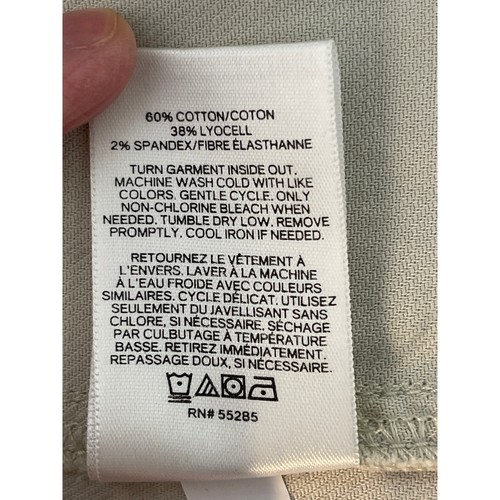 60% COTTON/COTON
38% LYOCELL
2% SPANDEX/FIBRE ÉLASTHANNE
TURN GARMENT INSIDE OUT.
MACHINE WASH COLD WITH LIKE
COLORS. GENTLE CYCLE. ONLY
NON-CHLORINE BLEACH WHEN
NEEDED. TUMBLE DRY LOW. REMOVE
PROMPTLY. COOL IRON IF NEEDED.
RETOURNEZ LE VÊTEMENT À
L'ENVERS. LAVER À LA MACHINE
À L'EAU FROIDE AVEC COULEURS
SIMILAIRES. CYCLE DÉLICAT. UTILISEZ
SEULEMENT DU JAVELLISANT SANS
CHLORE, SI NÉCESSAIRE. SÉCHAGE
PAR CULBUTAGE À TEMPÉRATURE
BASSE. RETIREZ IMMÉDIATEMENT.
REPASSAGE DOUX, SI NÉCESSAIRE.
RN# 55285